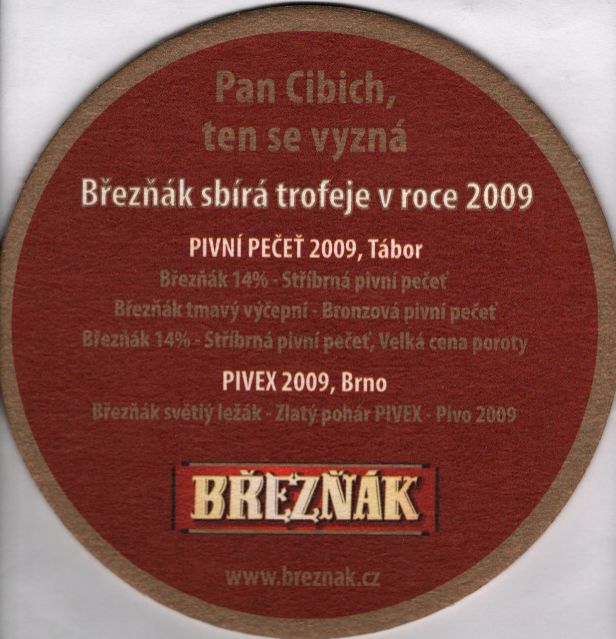 Pan Cibich,
ten se vyzná
Březňák sbírá trofeje v roce 2009
PIVNÍ PEČEŤ 2009, Tábor
Březňák 14% - Stříbrná pivní pečeť
Březňák tmavý výčepní - Bronzová pivní pečeť
Březňák 14% - Stříbrná pivní pečeť, Velká cena poroty
PIVEX 2009, Brno
Březňák světlý ležák - Zlatý pohár PIVEX - Pivo 2009
BŘEZŇÁK
www.breznak.cz